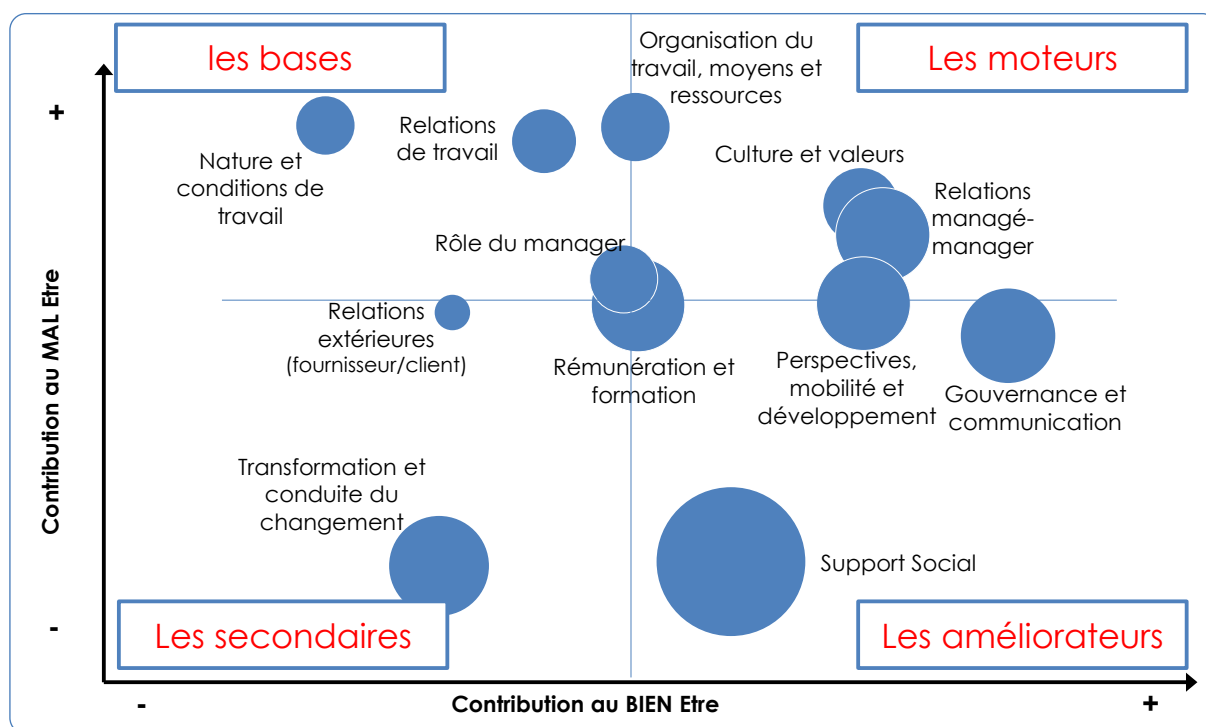 les bases
Les moteurs
Organisation du
travail, moyens et
ressources
+
Relations
de travail
Nature et
conditions de
travail
Culture et valeurs
Relations
managé-
manager
Rôle du manager
Relations
extérieures
(fournisseur/client)
Rémunération et
formation
Perspectives,
mobilité et
développement
Gouvernance et
communication
Contribution au MAL Etre
Transformation et
conduite du
changement
Support Social
-
Les secondaires
Les améliorateurs
-
Contribution au BIEN Etre
+